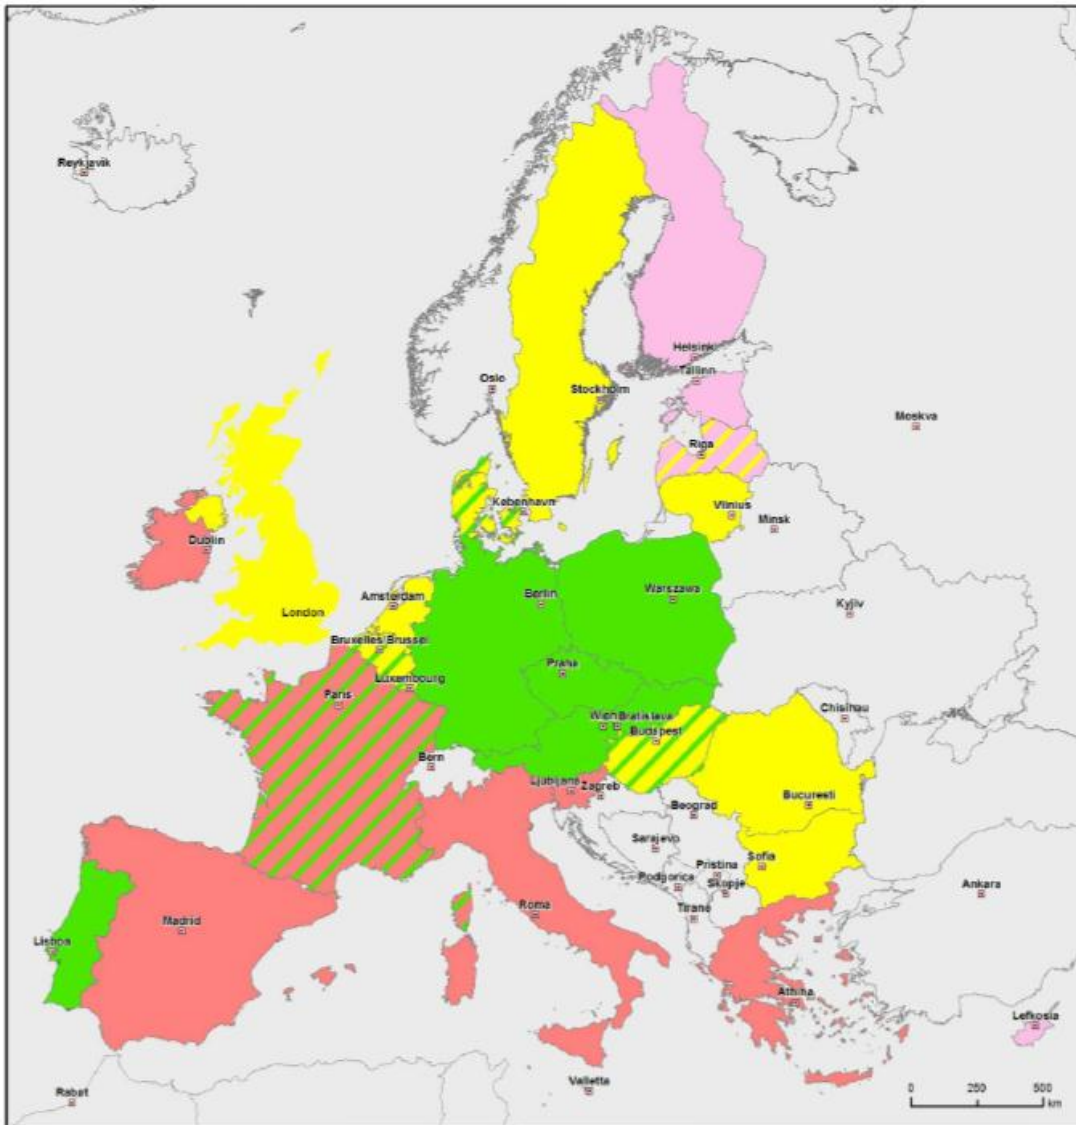 Reykjavik
Helsinki
Tallinn
Oslo
Stockholm
Moskva
Riga
København
Vilnius
Minsk
Dublin
Amsterdam
Berlin
Warszawa
London
Kyjiv
Bruxelles/Brussel
Praha
Luxembourg
Paris
Wien
Bratislava
Chisinau
Budapest
Bern
Ljubljana
Zagreb
Bucuresti
Beograd
Sarajevo
Sofia
Pristina
Podgorica
Skopje
Ankara
Roma
Tirane
Madrid
Lisboa
Athina
Lefkosia
Valletta
Rabat
0 250 500
km